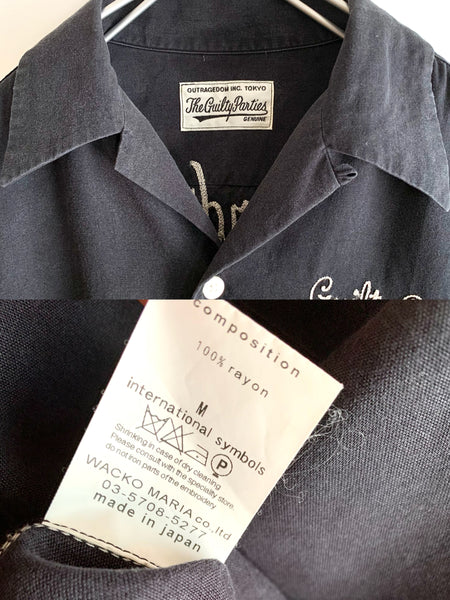 OUTRAGEDOM INC. TOKYO
The Guilty Parties
GENUINE
composition
100% rayon
M
international symbols
P
Shrinking in case of dry cleaning
Please consult with the specialty store.
do not iron parts of the embroidery
WACKO MARIA co.,ltd
03-5708-5277
made in japan